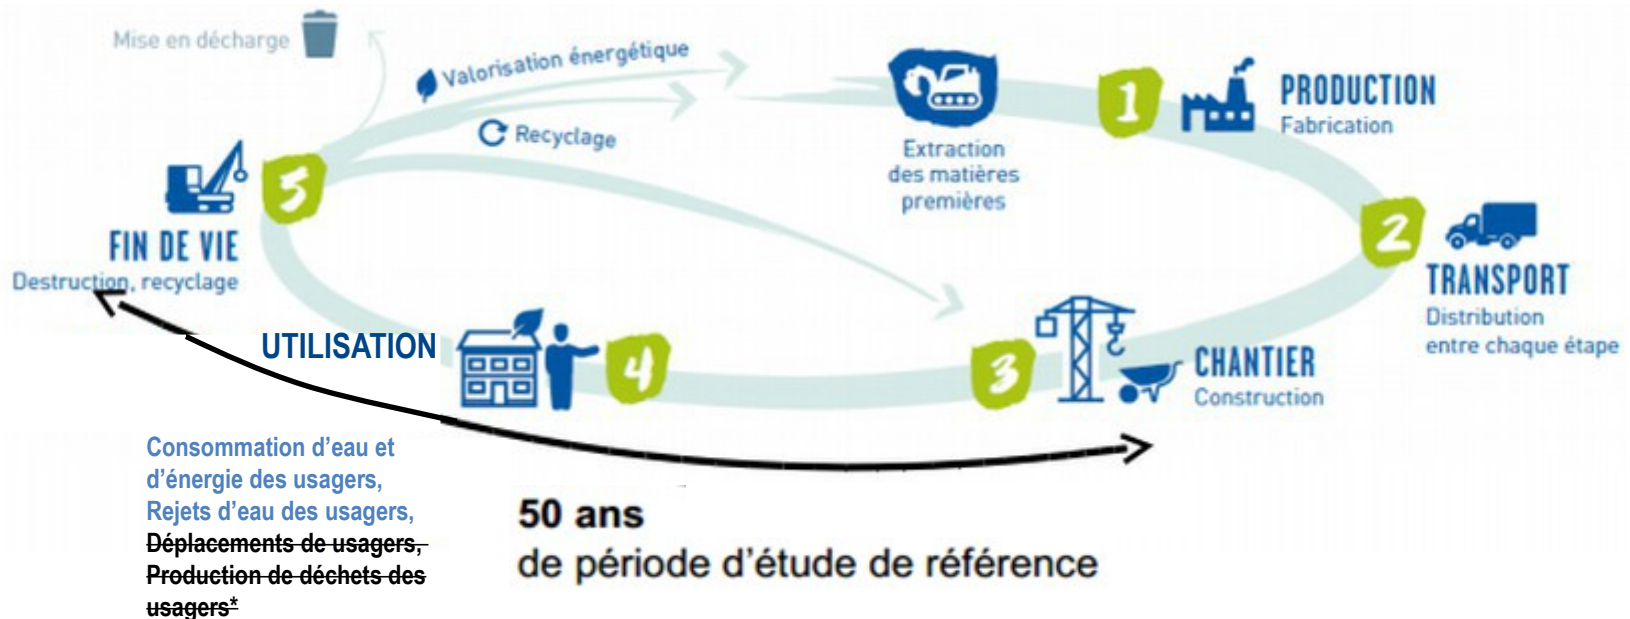 Mise en décharge
Valorisation énergétique
Recyclage
Extraction
des matières
premières
1
PRODUCTION
Fabrication
2
TRANSPORT
Distribution
entre chaque étape
3
CHANTIER
Construction
4
UTILISATION
5
FIN DE VIE
Destruction, recyclage
Consommation d'eau et
d'énergie des usagers,
Rejets d'eau des usagers,
Déplacements de usagers,
Production de déchets des
usagers*
50 ans
de période d'étude de référence